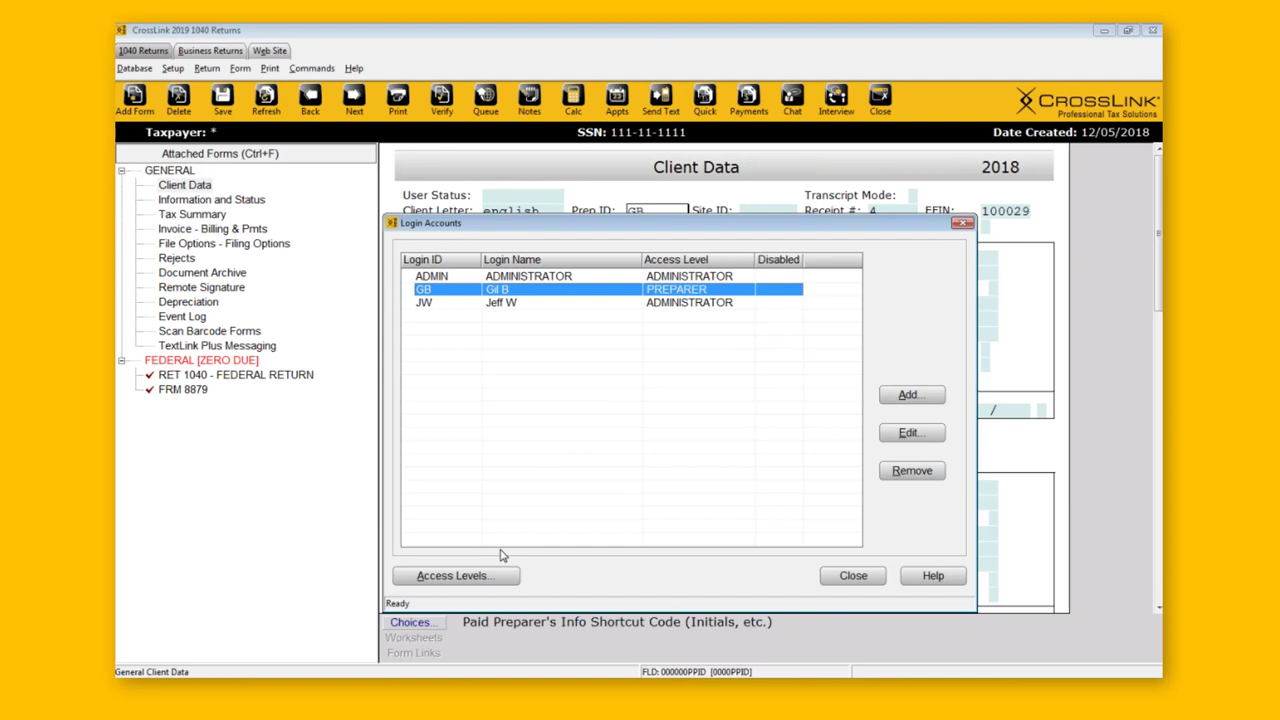 CrossLink 2019 1040 Returns
1040 Returns Business Returns Web Site
Database Setup Return Form Print Commands Help
Add Form Delete Save Refresh Back Next Print Verify Queue Notes Calc Appts Send Text Quick Payments Chat Interview Close
CROSSLINK
Professional Tax Solutions
Taxpayer: * SSN: 111-11-1111 Date Created: 12/05/2018
Attached Forms (Ctrl+F)
GENERAL
Client Data
Information and Status
Tax Summary
Invoice - Billing & Pmts
File Options - Filing Options
Rejects
Document Archive
Remote Signature
Depreciation
Event Log
Scan Barcode Forms
TextLink Plus Messaging
FEDERAL [ZERO DUE]
RET 1040 - FEDERAL RETURN
FRM 8879
Client Data 2018
User Status: Transcript Mode:
Client Letter: english Prep ID: GB Site ID: Receipt #: 4 EFIN: 100029
Login Accounts
Login ID Login Name Access Level Disabled
ADMIN ADMINISTRATOR ADMINISTRATOR
GB Gil B PREPARER
JW Jeff W ADMINISTRATOR
Add...
Edit...
Remove
/
Access Levels... Close Help
Ready
Choices... Paid Preparer's Info Shortcut Code (Initials, etc.)
Worksheets
Form Links
General Client Data FLD: 000000PPID [0000PPID]